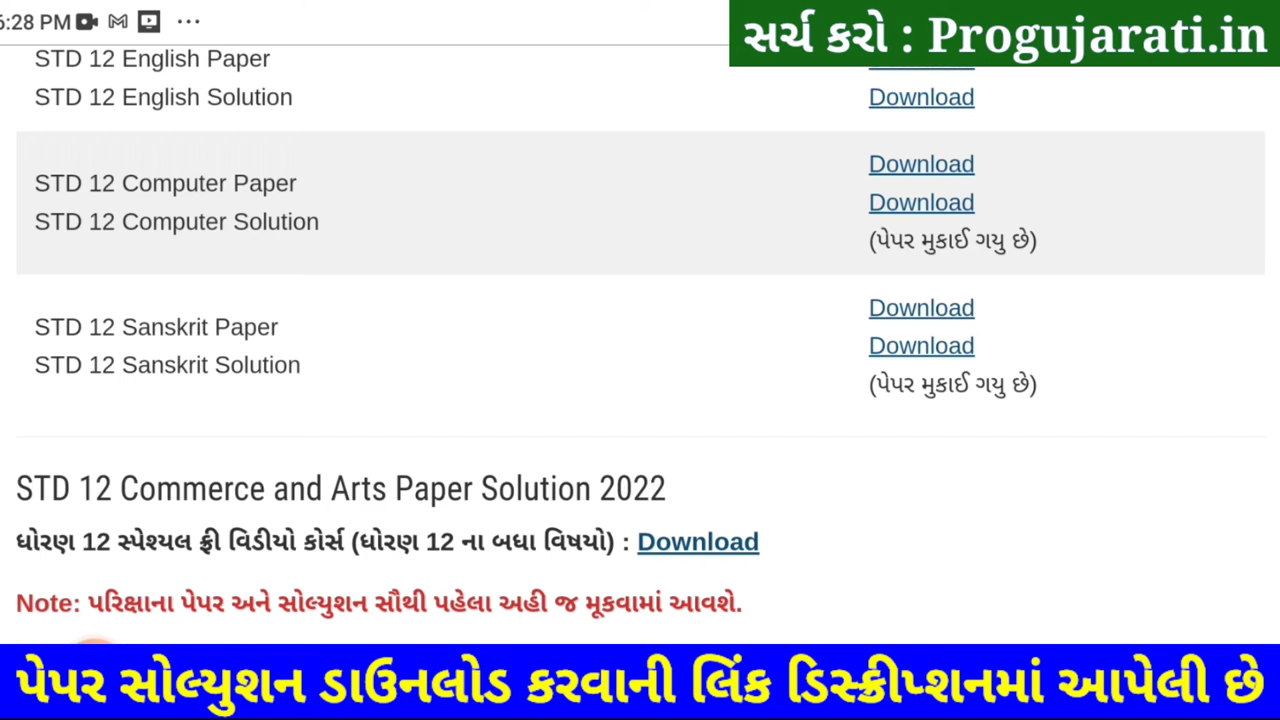 6:28 PM
સર્ચ કરો : Progujarati.in
STD 12 English Paper
STD 12 English Solution
Download
STD 12 Computer Paper
STD 12 Computer Solution
Download
Download
(પેપર મુકાઈ ગયુ છે)
STD 12 Sanskrit Paper
STD 12 Sanskrit Solution
Download
Download
(પેપર મુકાઈ ગયુ છે)
STD 12 Commerce and Arts Paper Solution 2022
ધોરણ 12 સ્પેશ્યલ ફ્રી વિડીયો કોર્સ (ધોરણ 12 ના બધા વિષયો) : Download
Note: પરિક્ષાના પેપર અને સોલ્યુશન સૌથી પહેલા અહી જ મૂકવામાં આવશે.
પેપર સોલ્યુશન ડાઉનલોડ કરવાની લિંક ડિસ્ક્રીપ્શનમાં આપેલી છે